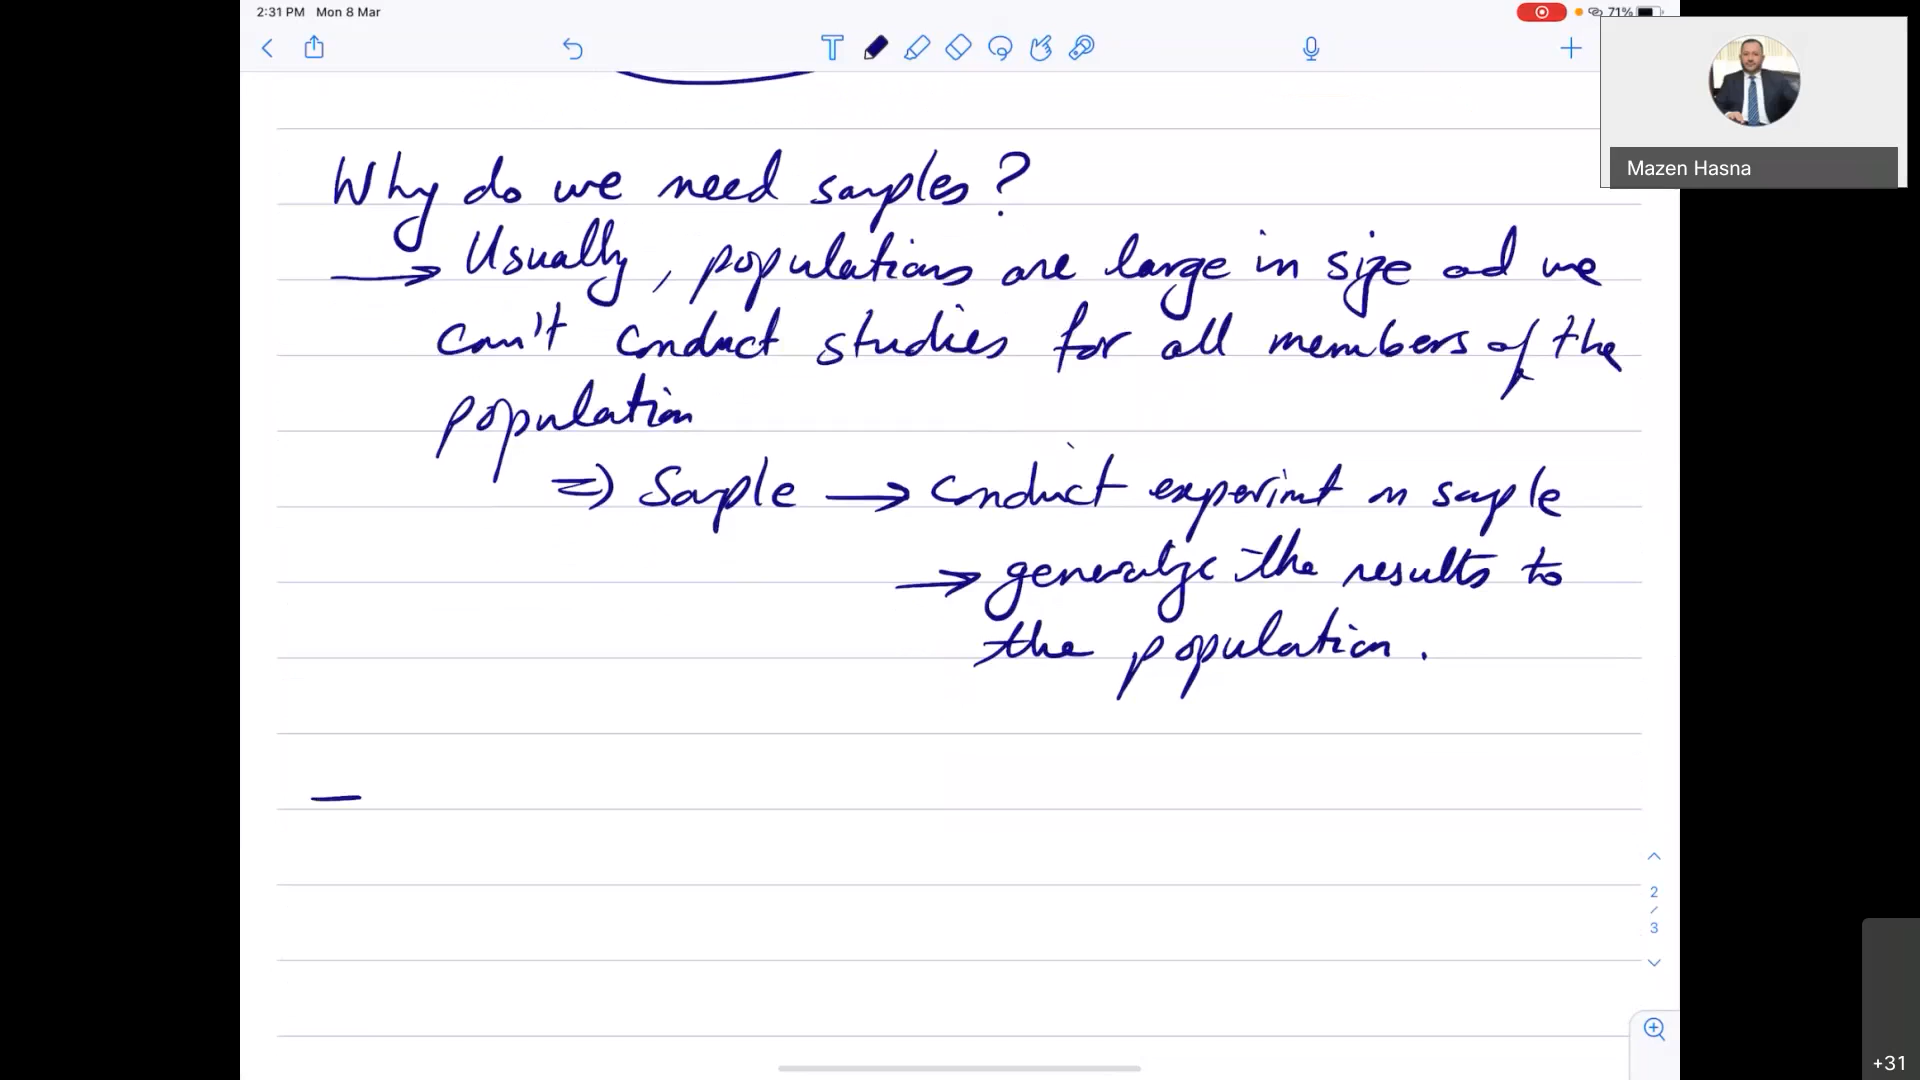 2:31 PM Mon 8 Mar
71%
Mazen Hasna
Why do we need samples?
→ Usually, populations are large in size ad we
can't conduct studies for all members of the
population
=> Sample → conduct experimt on sample
→ generalize the results to
the population.
2
/
3
+31